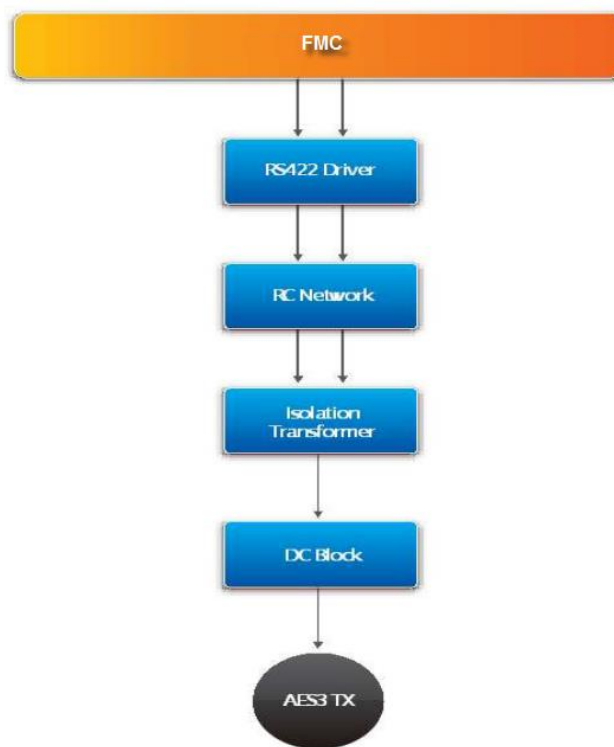 FMC
RS422 Driver
RC Network
Isolation
Transformer
DC Block
AES3 TX